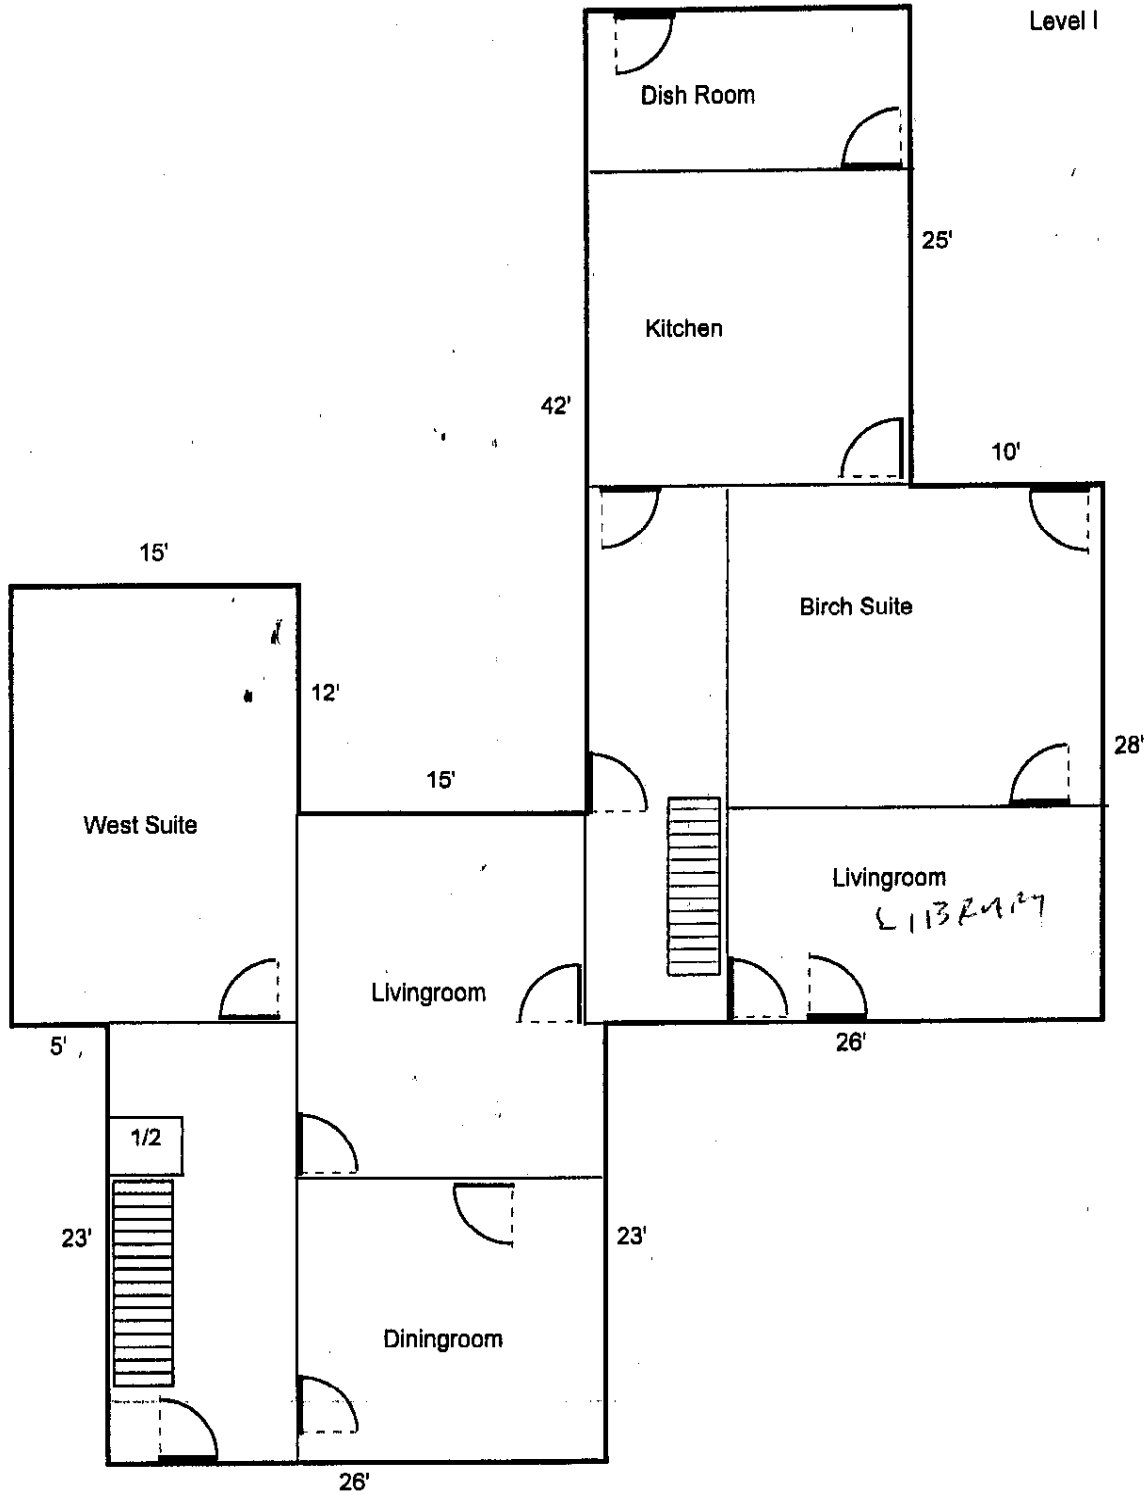 Level I
Dish Room
25'
Kitchen
42'
10'
15'
Birch Suite
12'
28'
15'
West Suite
Livingroom
LIBRARY
Livingroom
5'
26'
1/2
23'
23'
Diningroom
26'